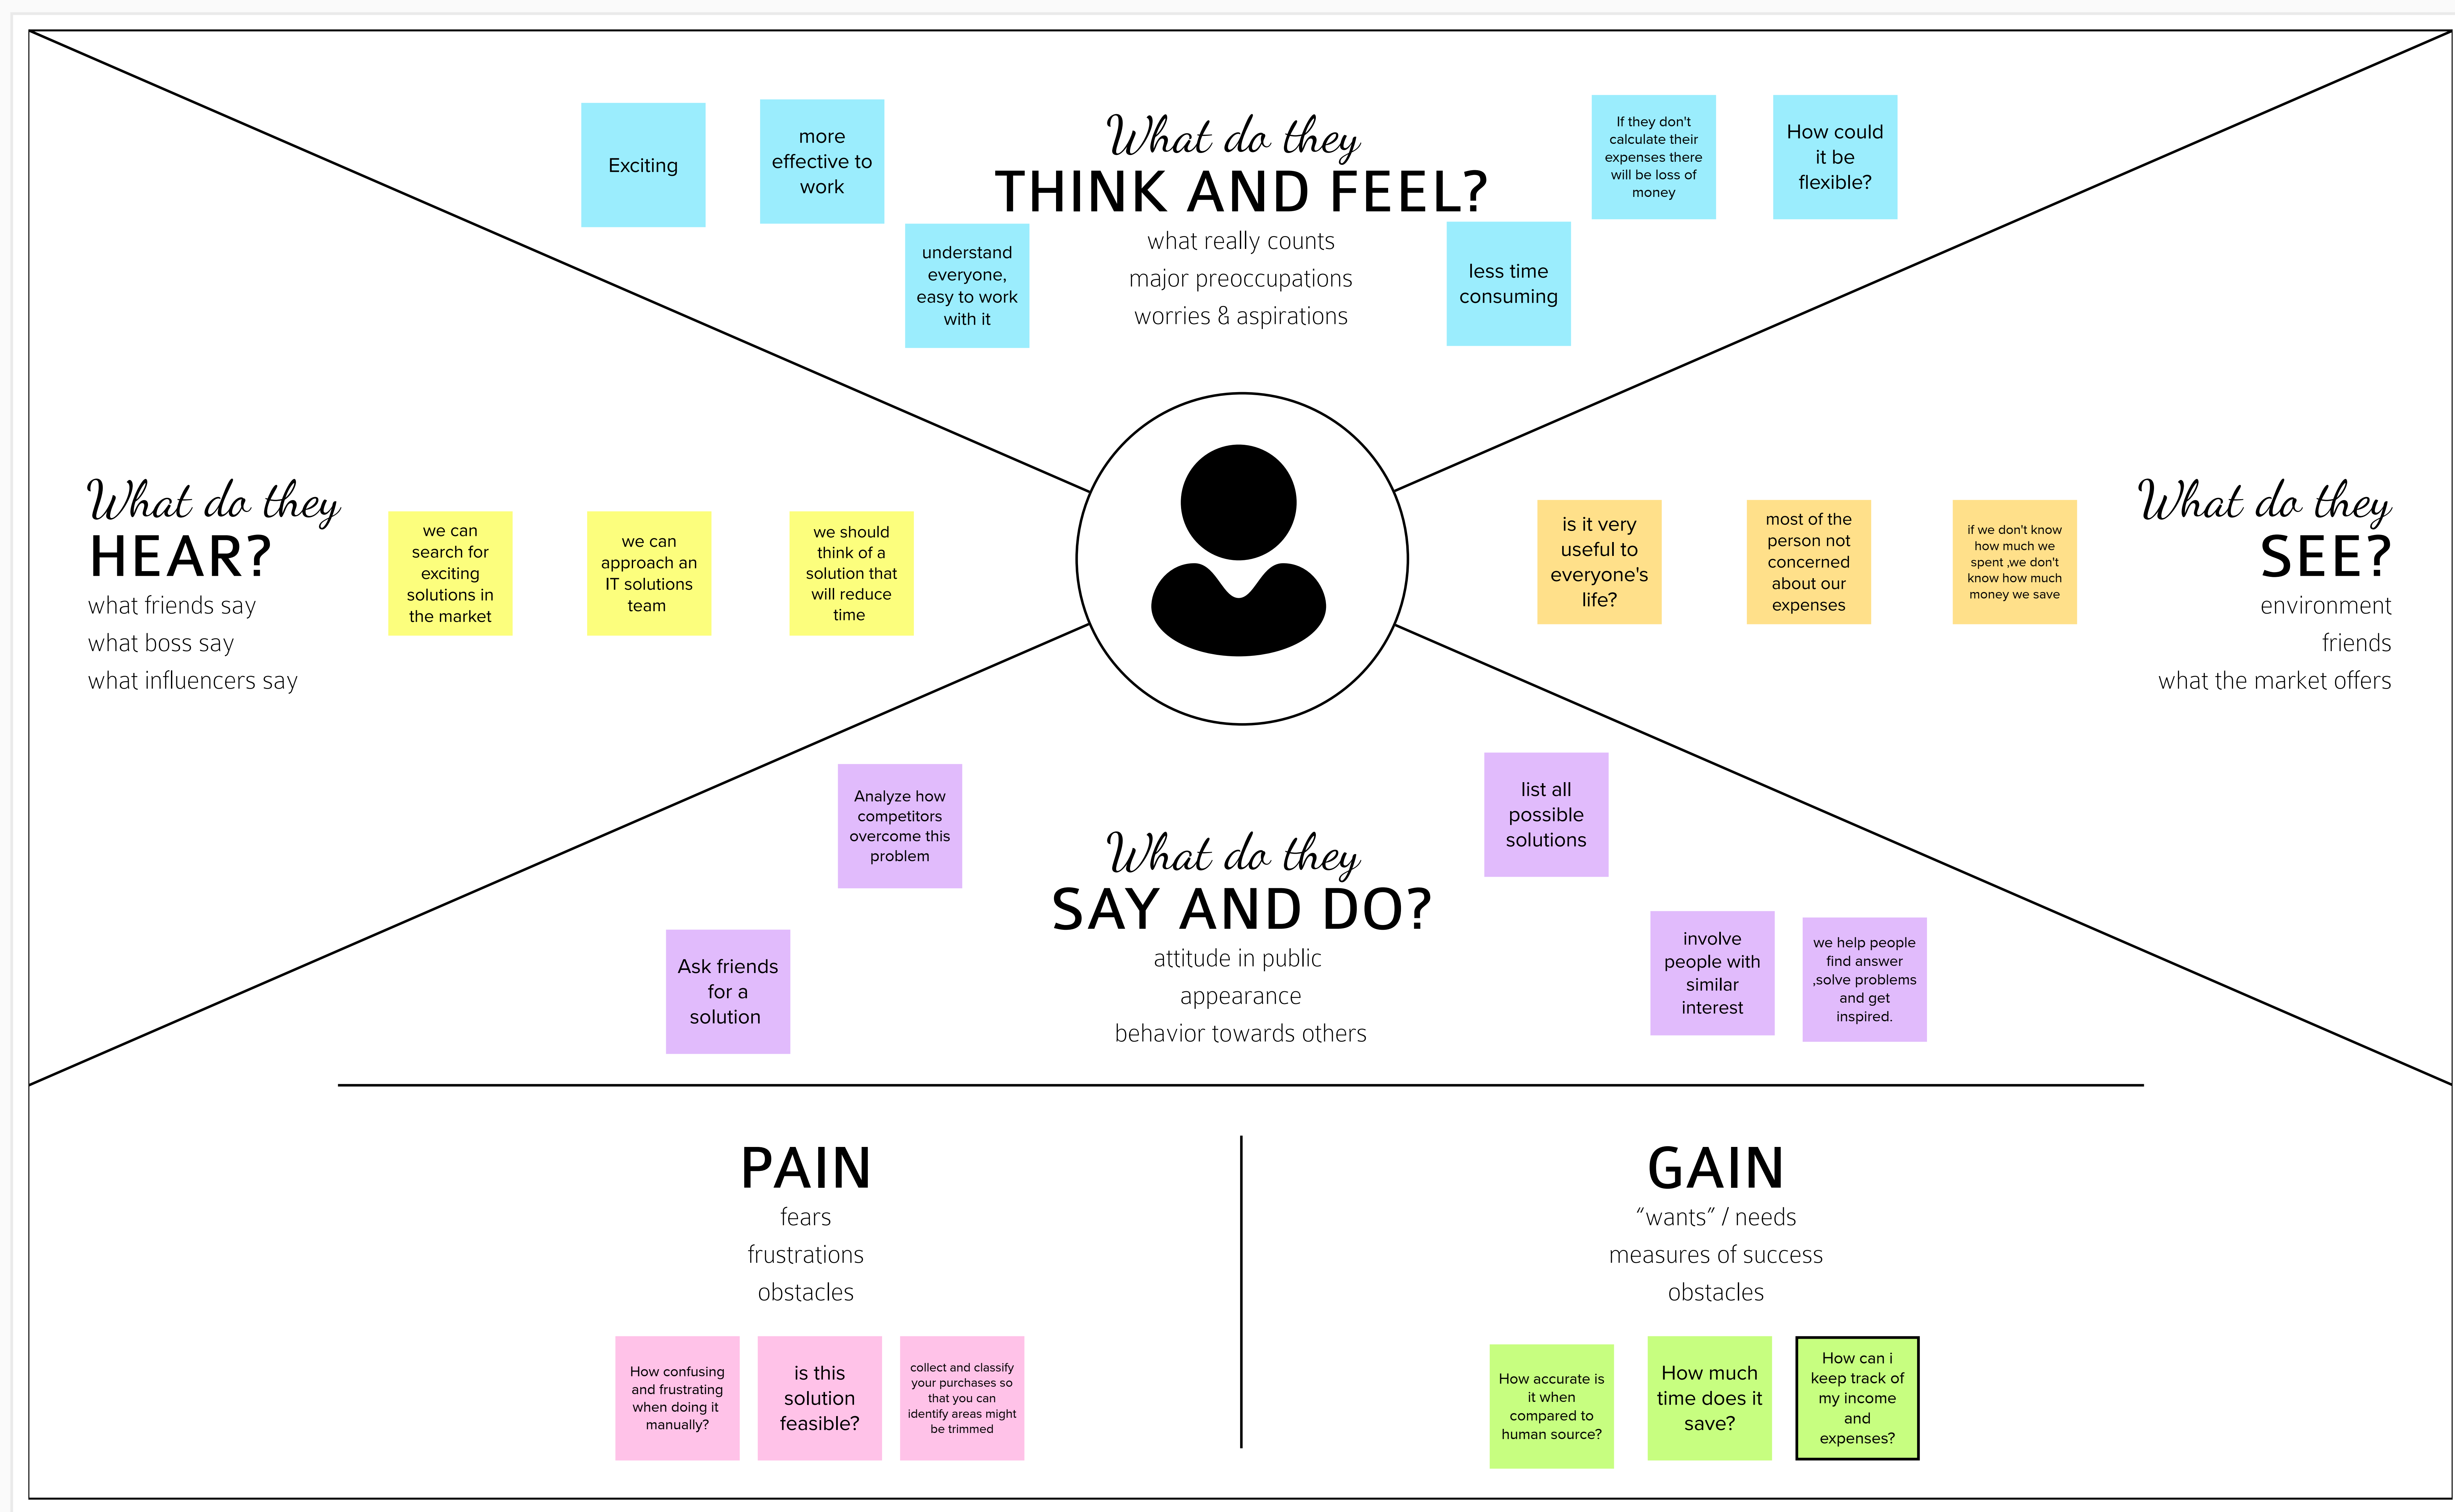 Exciting
more
effective to
work
understand
everyone,
easy to work
with it
What do they
THINK AND FEEL?
what really counts
major preoccupations
worries & aspirations
less time
consuming
If they don't
calculate their
expenses there
will be loss of
money
How could
it be
flexible?
What do they
HEAR?
what friends say
what boss say
what influencers say
we can
search for
exciting
solutions in
the market
we can
approach an
IT solutions
team
we should
think of a
solution that
will reduce
time
is it very
useful to
everyone's
life?
most of the
person not
concerned
about our
expenses
if we don't know
how much we
spent ,we don't
know how much
money we save
What do they
SEE?
environment
friends
what the market offers
Analyze how
competitors
overcome this
problem
Ask friends
for a
solution
What do they
SAY AND DO?
attitude in public
appearance
behavior towards others
list all
possible
solutions
involve
people with
similar
interest
we help people
find answer
,solve problems
and get
inspired.
PAIN
fears
frustrations
obstacles
How confusing
and frustrating
when doing it
manually?
is this
solution
feasible?
collect and classify
your purchases so
that you can
identify areas might
be trimmed
GAIN
“wants” / needs
measures of success
obstacles
How accurate is
it when
compared to
human source?
How much
time does it
save?
How can i
keep track of
my income
and
expenses?